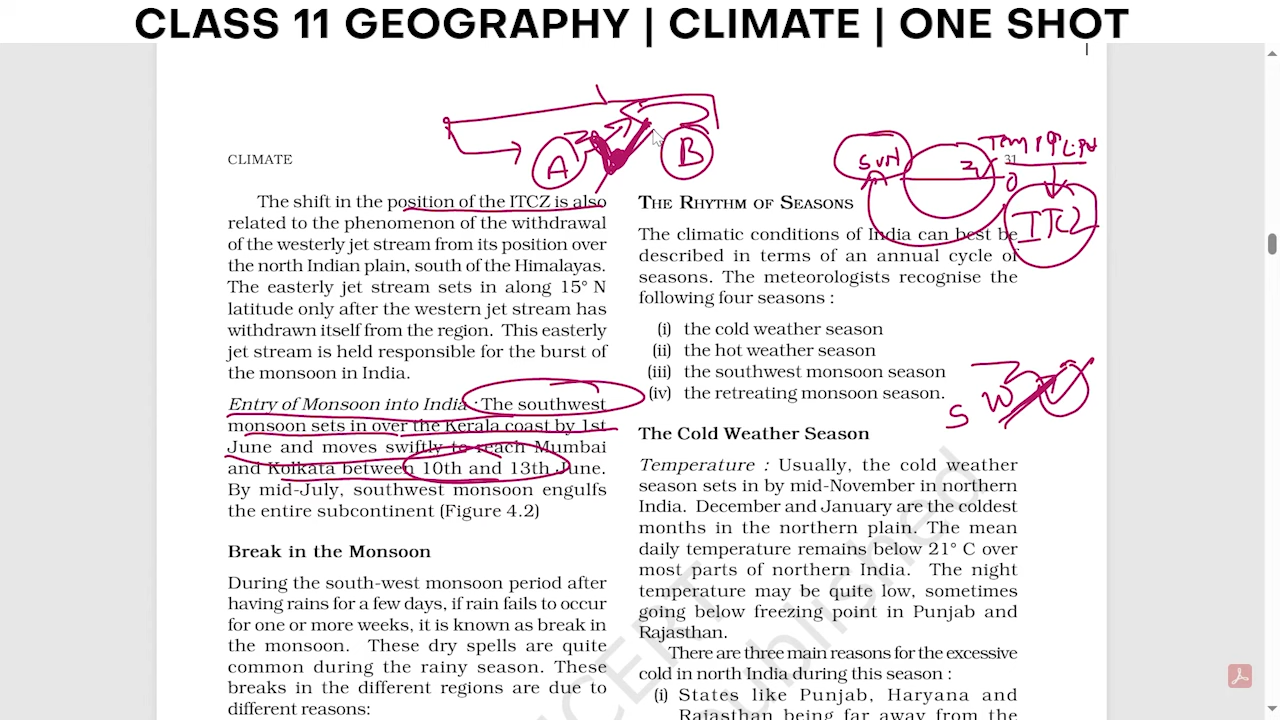 CLASS 11 GEOGRAPHY | CLIMATE | ONE SHOT
A
B
SUN
0
ITCZ
CLIMATE
31
The shift in the position of the ITCZ is also
related to the phenomenon of the withdrawal
of the westerly jet stream from its position over
the north Indian plain, south of the Himalayas.
The easterly jet stream sets in along 15° N
latitude only after the western jet stream has
withdrawn itself from the region. This easterly
jet stream is held responsible for the burst of
the monsoon in India.
Entry of Monsoon into India : The southwest
monsoon sets in over the Kerala coast by 1st
June and moves swiftly to reach Mumbai
and Kolkata between 10th and 13th June.
By mid-July, southwest monsoon engulfs
the entire subcontinent (Figure 4.2)
Break in the Monsoon
During the south-west monsoon period after
having rains for a few days, if rain fails to occur
for one or more weeks, it is known as break in
the monsoon. These dry spells are quite
common during the rainy season. These
breaks in the different regions are due to
different reasons:
THE RHYTHM OF SEASONS
The climatic conditions of India can best be
described in terms of an annual cycle of
seasons. The meteorologists recognise the
following four seasons :
(i) the cold weather season
(ii) the hot weather season
(iii) the southwest monsoon season
(iv) the retreating monsoon season.
S W
The Cold Weather Season
Temperature : Usually, the cold weather
season sets in by mid-November in northern
India. December and January are the coldest
months in the northern plain. The mean
daily temperature remains below 21° C over
most parts of northern India. The night
temperature may be quite low, sometimes
going below freezing point in Punjab and
Rajasthan.
There are three main reasons for the excessive
cold in north India during this season :
(i) States like Punjab, Haryana and
Rajasthan being far away from the